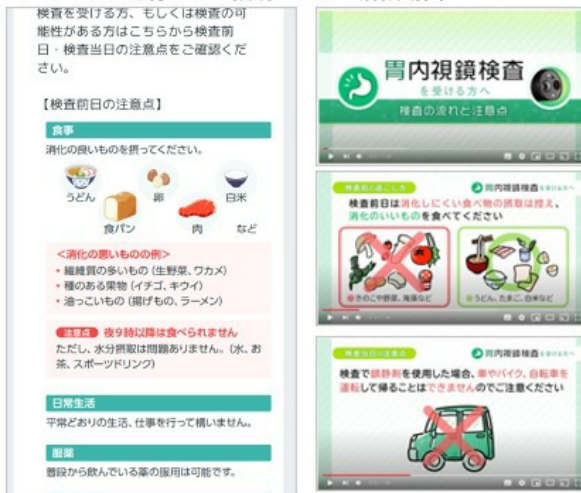 検査を受ける方、もしくは検査の可
能性がある方はこちらから検査前
日・検査当日の注意点をご確認くだ
さい。
【検査前日の注意点】
食事
消化の良いものを摂ってください。
うどん
卵
白米
食パン
肉
など
<消化の悪いものの例>
• 繊維質の多いもの (生野菜、ワカメ)
• 種のある果物 (イチゴ、キウイ)
• 油っこいもの (揚げもの、ラーメン)
注意点 夜9時以降は食べられません
ただし、水分摂取は問題ありません。(水、お
茶、スポーツドリンク)
日常生活
平常どおりの生活、仕事を行って構いません。
服薬
普段から飲んでいる薬の服用は可能です。
胃内視鏡検査
を受ける方へ
検査の流れと注意点
検査前の過ごし方
胃内視鏡検査を受ける方へ
検査前日は消化しにくい食べ物の摂取は控え、
消化のいいものを食べてください
きのこや野菜、海藻など
うどん、たまご、白米など
検査当日の注意点
胃内視鏡検査を受ける方へ
検査で鎮静剤を使用した場合、車やバイク、自転車を
運転して帰ることはできませんのでご注意ください